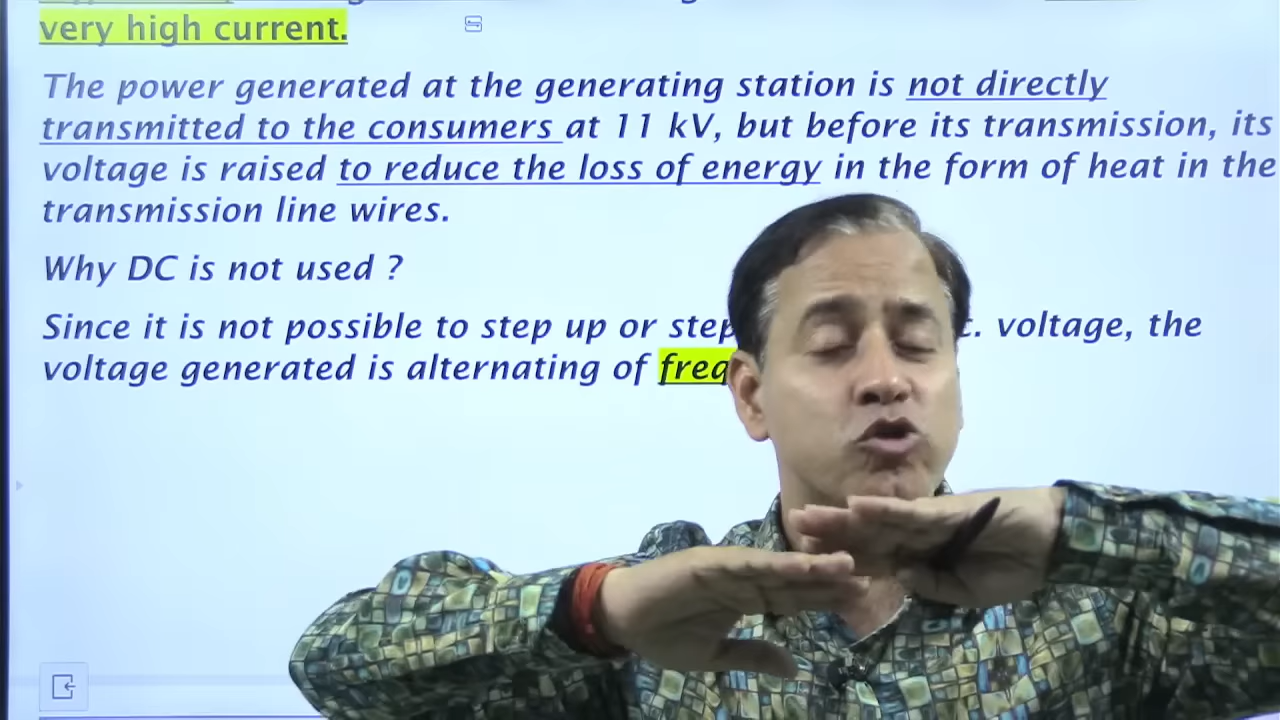 very high current.
The power generated at the generating station is not directly
transmitted to the consumers at 11 kV, but before its transmission, its
voltage is raised to reduce the loss of energy in the form of heat in the
transmission line wires.
Why DC is not used ?
Since it is not possible to step up or step c. voltage, the
voltage generated is alternating of freq